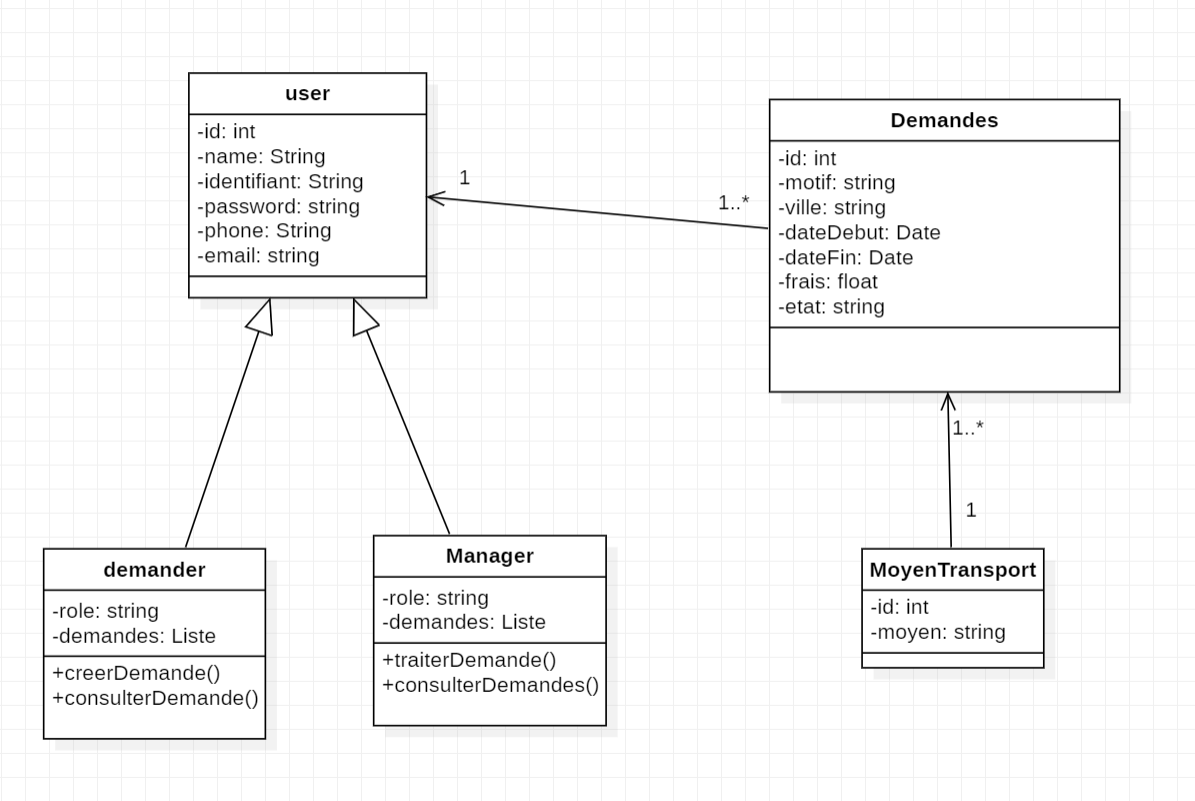 user
-id: int
-name: String
-identifiant: String
-password: string
-phone: String
-email: string
1
1..*
Demandes
-id: int
-motif: string
-ville: string
-dateDebut: Date
-dateFin: Date
-frais: float
-etat: string
1..*
1
demander
-role: string
-demandes: Liste
+creerDemande()
+consulterDemande()
Manager
-role: string
-demandes: Liste
+traiterDemande()
+consulterDemandes()
MoyenTransport
-id: int
-moyen: string